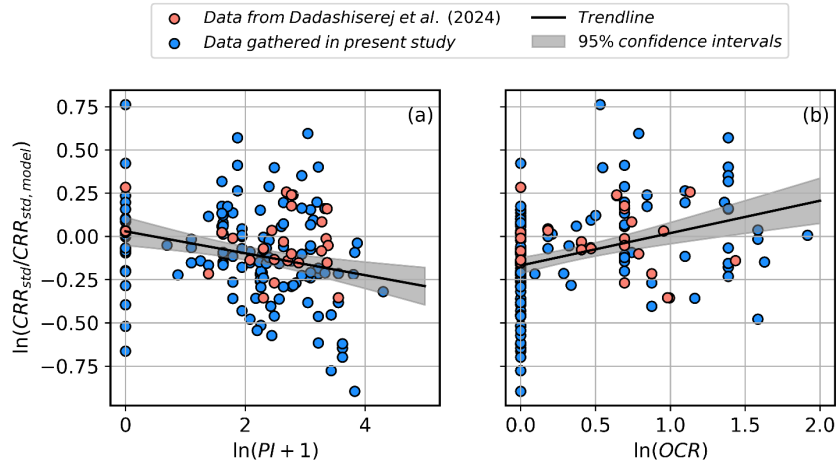 Data from Dadashiserej et al. (2024)
Data gathered in present study
Trendline
95% confidence intervals
ln(CRR_std/CRR_std, model)
0.75
0.50
0.25
0.00
−0.25
−0.50
−0.75
(a)
0
2
4
ln(PI + 1)
(b)
0.0
0.5
1.0
1.5
2.0
ln(OCR)